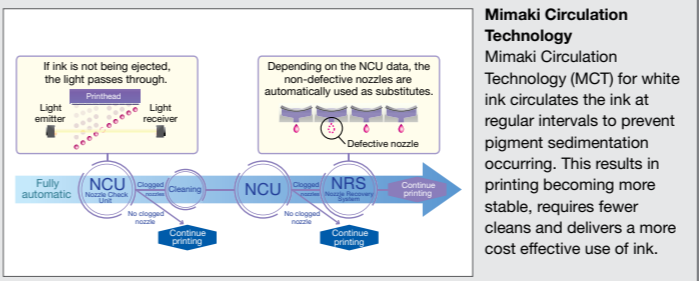 If ink is not being ejected,
the light passes through.
Printhead
Light
emitter
Light
receiver
Depending on the NCU data, the
non-defective nozzles are
automatically used as substitutes.
Defective nozzle
Fully
automatic
NCU
Nozzle Check
Unit
Clogged
nozzles
Cleaning
No clogged
nozzle
Continue
printing
NCU
Clogged
nozzles
NRS
Nozzle Recovery
System
No clogged
nozzle
Continue
printing
Continue
printing
Mimaki Circulation
Technology
Mimaki Circulation
Technology (MCT) for white
ink circulates the ink at
regular intervals to prevent
pigment sedimentation
occurring. This results in
printing becoming more
stable, requires fewer
cleans and delivers a more
cost effective use of ink.